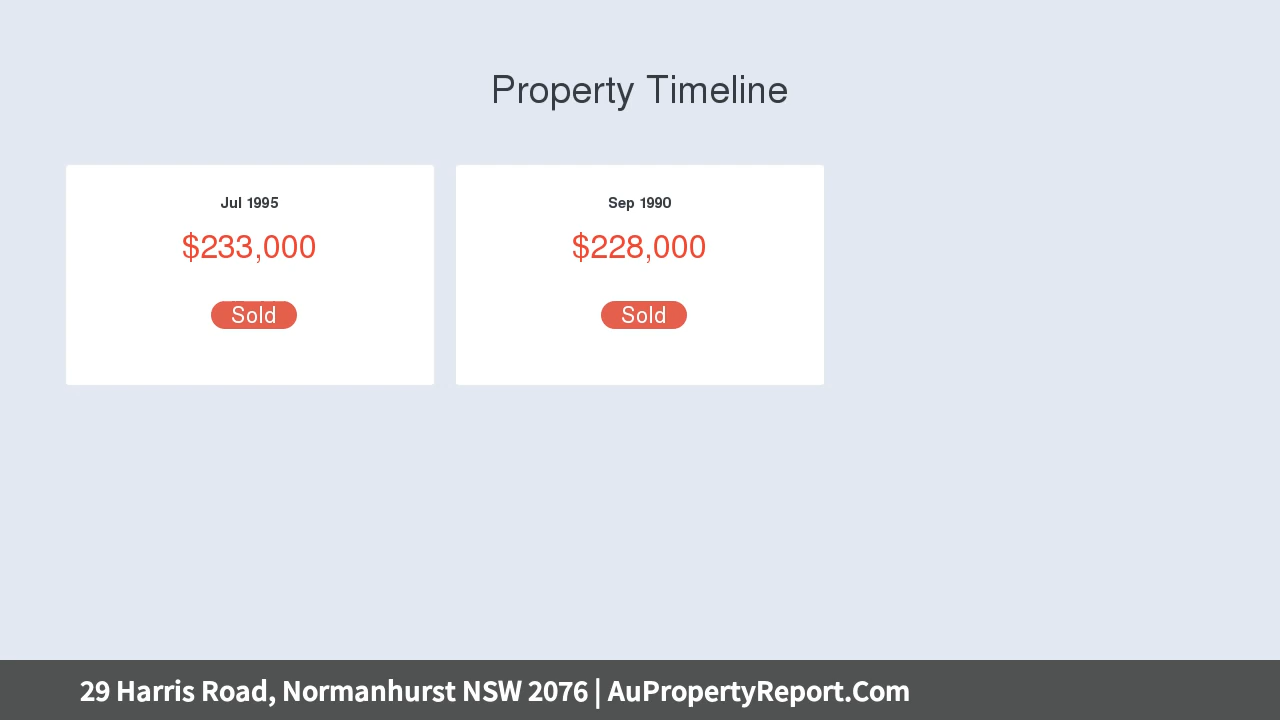 Property Timeline
Jul 1995
$233,000
Sold
Sep 1990
$228,000
Sold
29 Harris Road, Normanhurst NSW 2076 | AuPropertyReport.Com